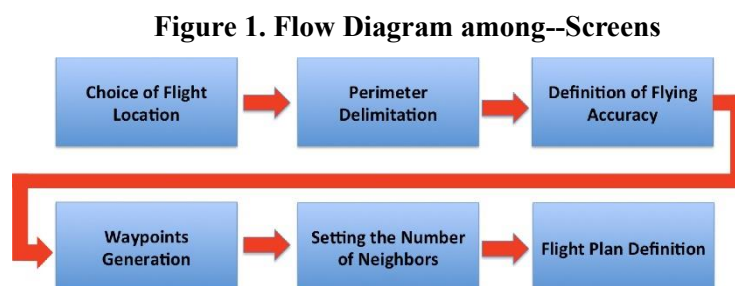 Figure 1. Flow Diagram among--Screens
Choice of Flight
Location
Perimeter
Delimitation
Definition of Flying
Accuracy
Waypoints
Generation
Setting the Number
of Neighbors
Flight Plan Definition